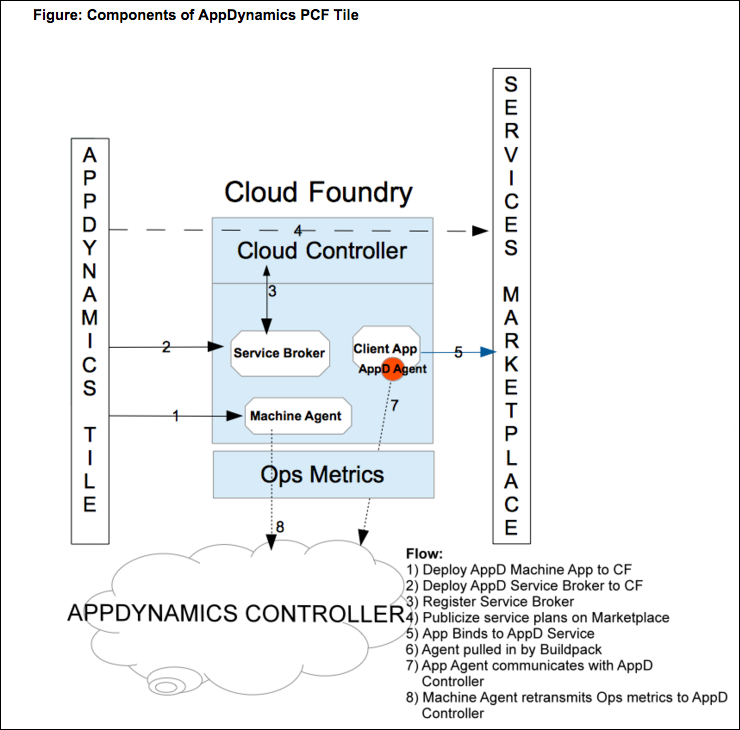 Figure: Components of AppDynamics PCF Tile
SERVICES MARKETPLACE
APPDYNAMICS TILE
Cloud Foundry
4
Cloud Controller
3
2
Service Broker
Client App
AppD Agent
5
1
Machine Agent
7
Ops Metrics
8
APPDYNAMICS CONTROLLER
Flow:
1) Deploy AppD Machine App to CF
2) Deploy AppD Service Broker to CF
3) Register Service Broker
4) Publicize service plans on Marketplace
5) App Binds to AppD Service
6) Agent pulled in by Buildpack
7) App Agent communicates with AppD
Controller
8) Machine Agent retransmits Ops metrics to AppD
Controller